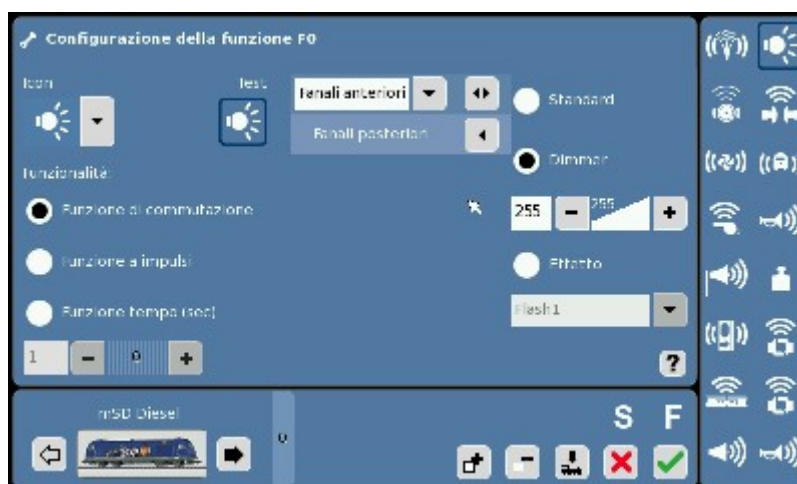 Configurazione della funzione F0
Icon
Test
Fanali anteriori
Standard
Fanali posteriori
Dimmer
Funzionalità:
Funzione di commutazione
255
255
Funzione a impulsi
Effetto
Funzione tempo (sec)
Flash1
1
0
?
mSD Diesel
0
S F